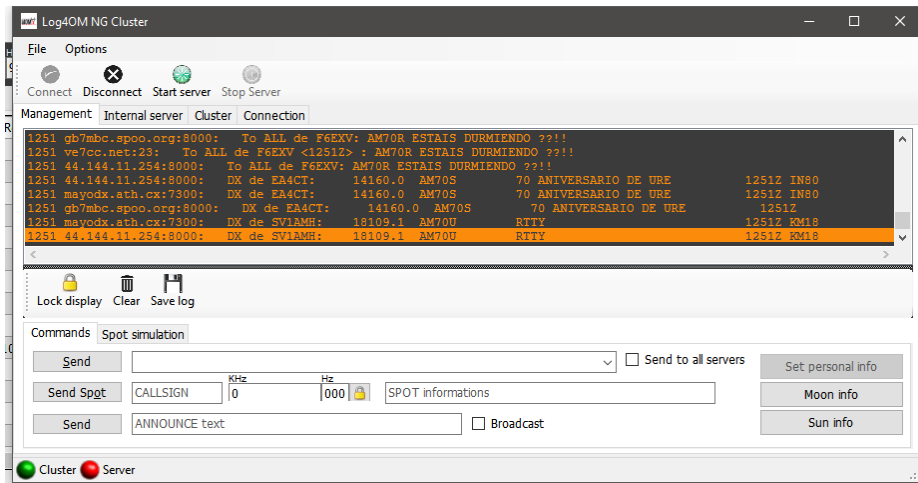 Log4OM NG Cluster
File Options
Connect Disconnect Start server Stop Server
Management Internal server Cluster Connection
1251 gb7mbc.spoo.org:8000: To ALL de F6EXV: AM70R ESTAIS DURMIENDO ??!!
1251 ve7cc.net:23: To ALL de F6EXV <1251Z> : AM70R ESTAIS DURMIENDO ??!!
1251 44.144.11.254:8000: To ALL de F6EXV: AM70R ESTAIS DURMIENDO ??!!
1251 44.144.11.254:8000: DX de EA4CT: 14160.0 AM70S 70 ANIVERSARIO DE URE 1251Z IN80
1251 mayodx.ath.cx:7300: DX de EA4CT: 14160.0 AM70S 70 ANIVERSARIO DE URE 1251Z IN80
1251 gb7mbc.spoo.org:8000: DX de EA4CT: 14160.0 AM70S 70 ANIVERSARIO DE URE 1251Z
1251 mayodx.ath.cx:7300: DX de SV1AMH: 18109.1 AM70U RTTY 1251Z KM18
1251 44.144.11.254:8000: DX de SV1AMH: 18109.1 AM70U RTTY 1251Z KM18
Lock display Clear Save log
Commands Spot simulation
Send Send to all servers Set personal info
KHz Hz
Send Spot CALLSIGN 0 000 SPOT informations Moon info
Send ANNOUNCE text Broadcast Sun info
Cluster Server